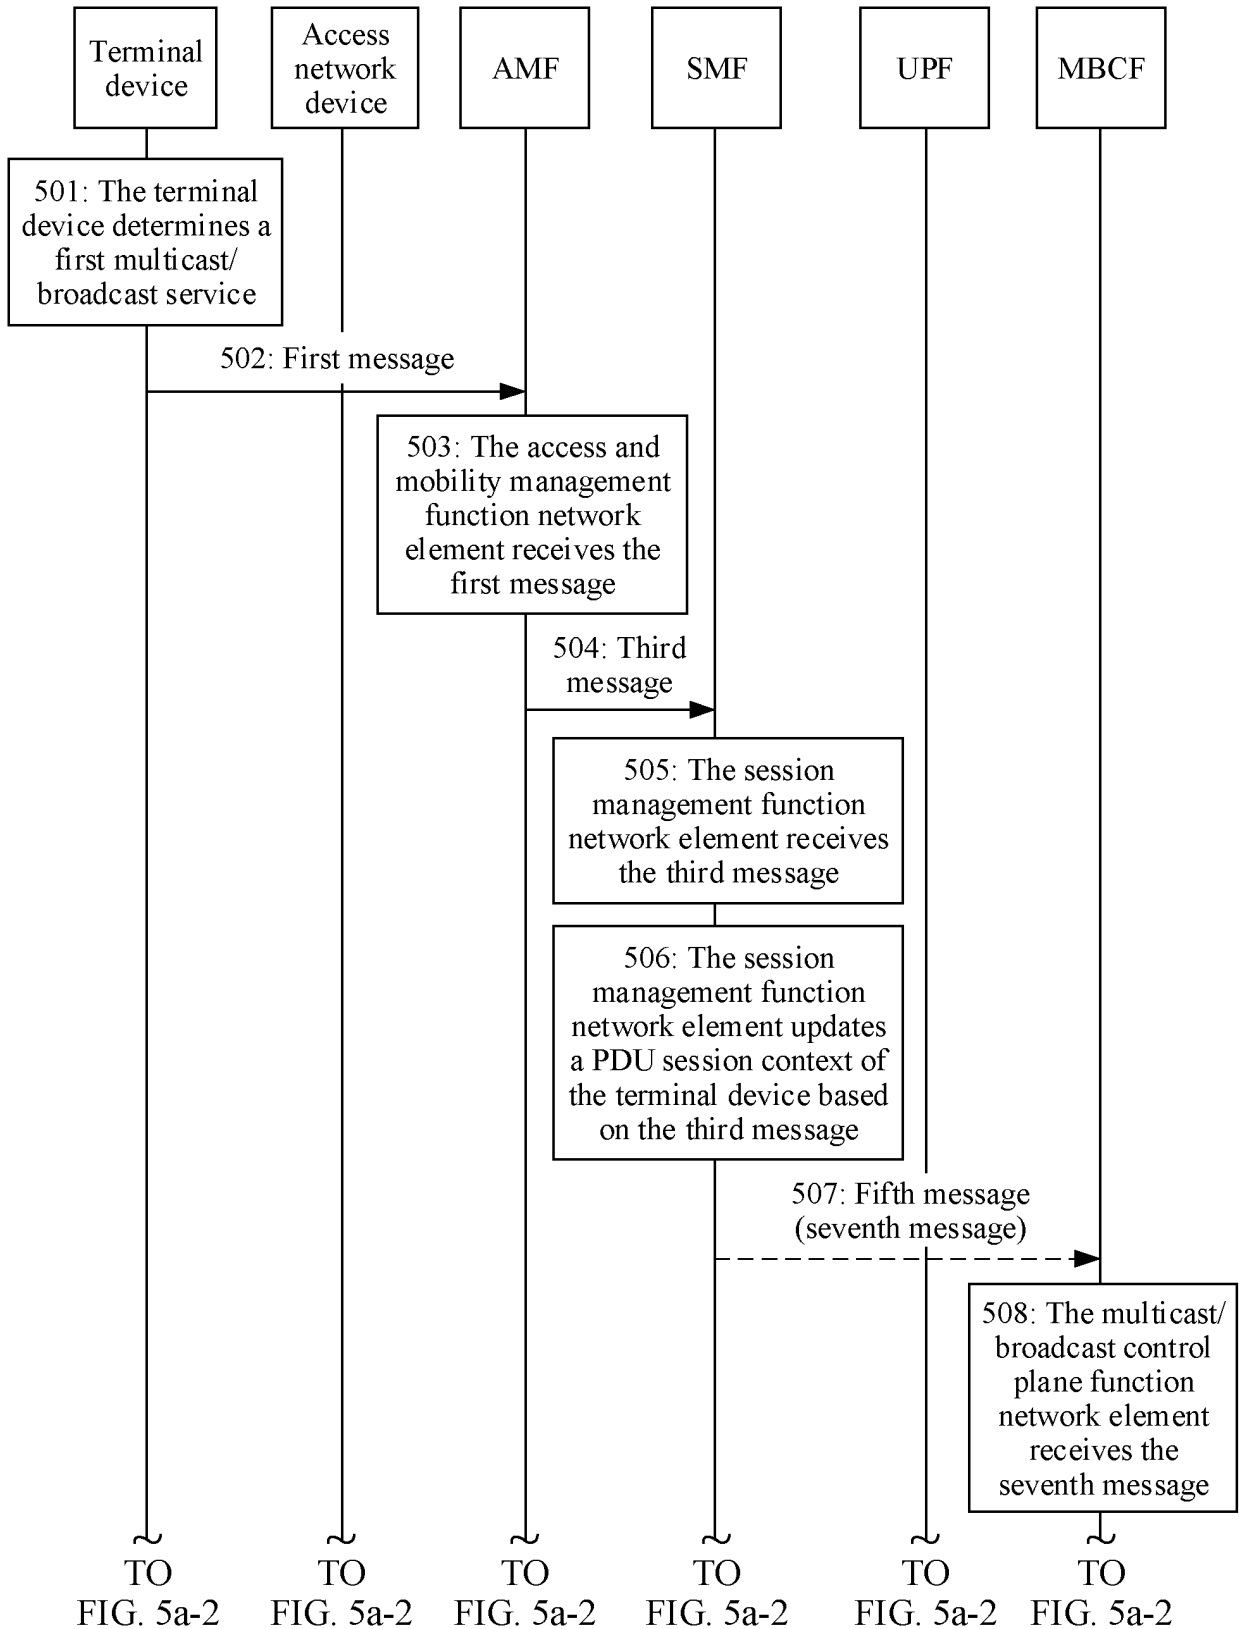 Terminal
device
Access
network
device
AMF
SMF
UPF
MBCF
501: The terminal
device determines a
first multicast/
broadcast service
502: First message
503: The access and
mobility management
function network
element receives the
first message
504: Third
message
505: The session
management function
network element receives
the third message
506: The session
management function
network element updates
a PDU session context of
the terminal device based
on the third message
507: Fifth message
(seventh message)
508: The multicast/
broadcast control
plane function
network element
receives the
seventh message
TO
FIG. 5a-2
TO
FIG. 5a-2
TO
FIG. 5a-2
TO
FIG. 5a-2
TO
FIG. 5a-2
TO
FIG. 5a-2